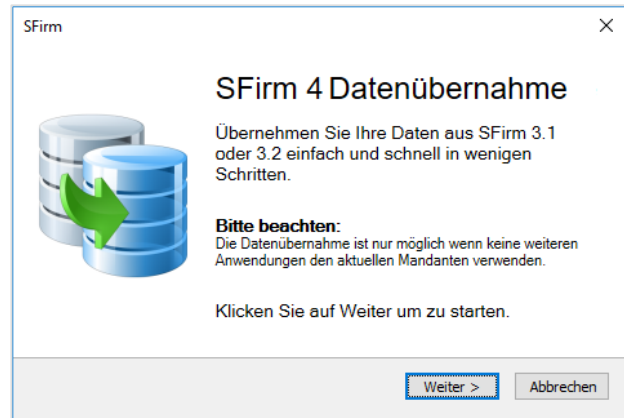 SFirm
SFirm 4 Datenübernahme
Übernehmen Sie Ihre Daten aus SFirm 3.1
oder 3.2 einfach und schnell in wenigen
Schritten.
Bitte beachten:
Die Datenübernahme ist nur möglich wenn keine weiteren
Anwendungen den aktuellen Mandanten verwenden.
Klicken Sie auf Weiter um zu starten.
Weiter >
Abbrechen